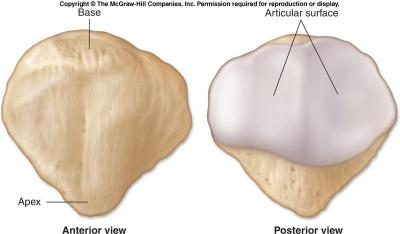 Copyright © The McGraw-Hill Companies, Inc. Permission required for reproduction or display.
Base
Articular surface
Apex
Anterior view
Posterior view